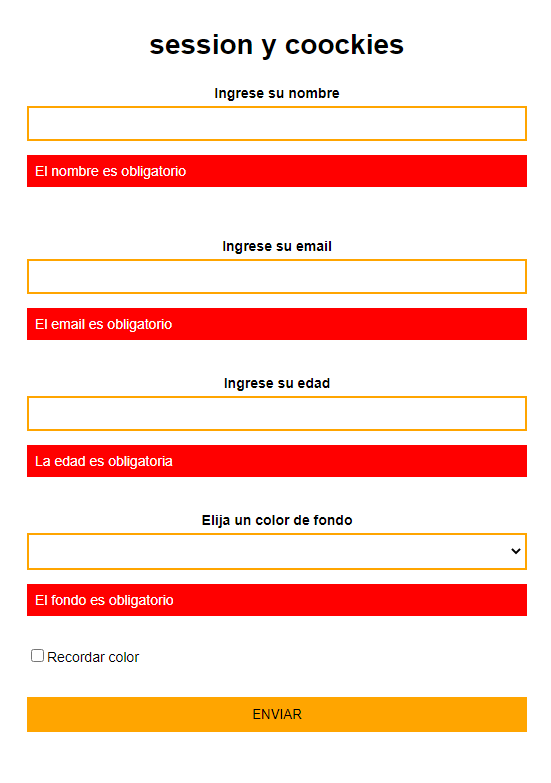 session y coockies
Ingrese su nombre
El nombre es obligatorio
Ingrese su email
El email es obligatorio
Ingrese su edad
La edad es obligatoria
Elija un color de fondo
El fondo es obligatorio
Recordar color
ENVIAR